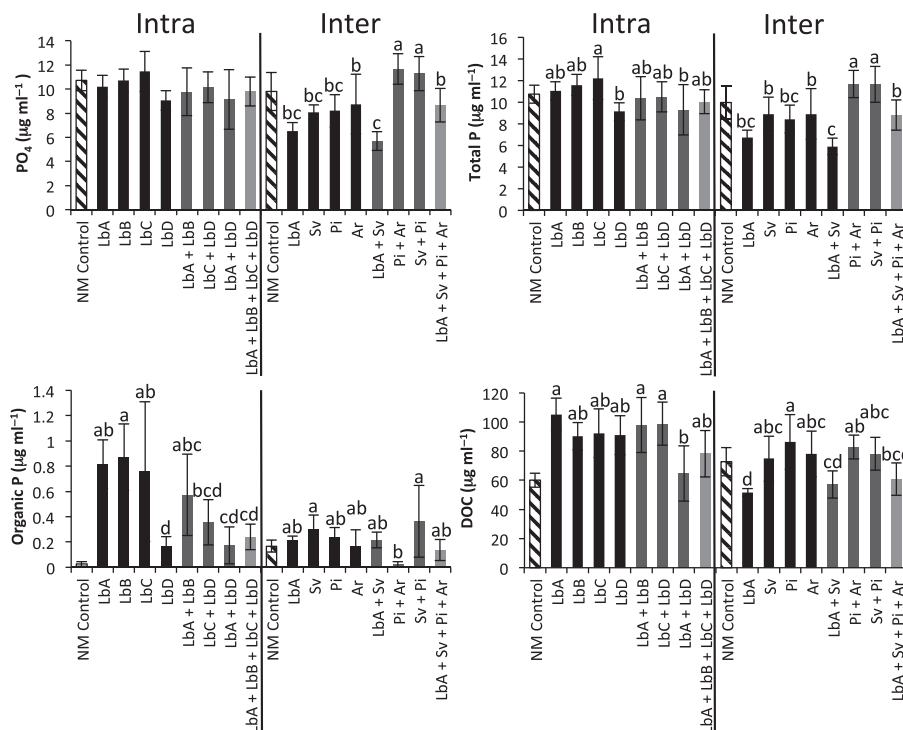 Intra
Inter
PO4 (µg ml−1)
14
12
10
8
6
4
2
0
bc
bc
bc
b
c
a
a
b
NM Control
LbA
LbB
LbC
LbD
LbA + LbB
LbC + LbD
LbA + LbD
LbA + LbB + LbC + LbD
NM Control
LbA
Sv
Pi
Ar
LbA + Sv
Pi + Ar
Sv + Pi
LbA + Sv + Pi + Ar
Intra
Inter
Total P (µg ml−1)
16
14
12
10
8
6
4
2
0
ab
ab
a
b
ab
ab
b
ab
bc
b
bc
b
c
a
a
b
NM Control
LbA
LbB
LbC
LbD
LbA + LbB
LbC + LbD
LbA + LbD
LbA + LbB + LbC + LbD
NM Control
LbA
Sv
Pi
Ar
LbA + Sv
Pi + Ar
Sv + Pi
LbA + Sv + Pi + Ar
Organic P (µg ml−1)
1.4
1.2
1
0.8
0.6
0.4
0.2
0
ab
a
ab
d
abc
bcd
cd
cd
ab
a
ab
ab
ab
b
a
ab
NM Control
LbA
LbB
LbC
LbD
LbA + LbB
LbC + LbD
LbA + LbD
LbA + LbB + LbC + LbD
NM Control
LbA
Sv
Pi
Ar
LbA + Sv
Pi + Ar
Sv + Pi
LbA + Sv + Pi + Ar
DOC (µg ml−1)
120
100
80
60
40
20
0
a
ab
ab
ab
a
ab
b
ab
d
abc
a
abc
cd
ab
abc
bcd
NM Control
LbA
LbB
LbC
LbD
LbA + LbB
LbC + LbD
LbA + LbD
LbA + LbB + LbC + LbD
NM Control
LbA
Sv
Pi
Ar
LbA + Sv
Pi + Ar
Sv + Pi
LbA + Sv + Pi + Ar